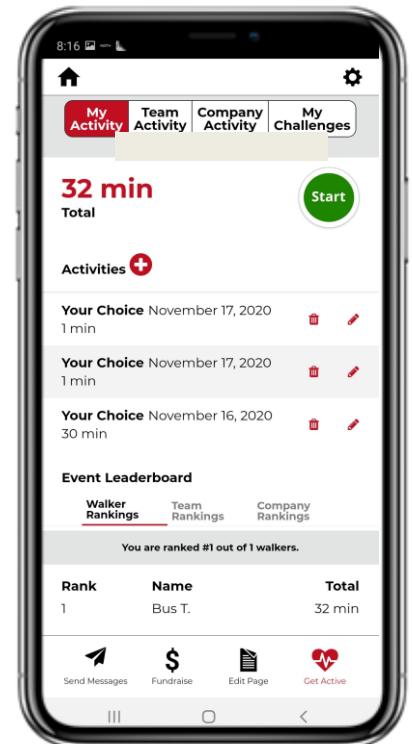 8:16
My Activity
Team Activity
Company Activity
My Challenges
32 min
Total
Start
Activities
Your Choice November 17, 2020
1 min
Your Choice November 17, 2020
1 min
Your Choice November 16, 2020
30 min
Event Leaderboard
Walker Rankings
Team Rankings
Company Rankings
You are ranked #1 out of 1 walkers.
Rank Name Total
1 Bus T. 32 min
Send Messages Fundraise Edit Page Get Active